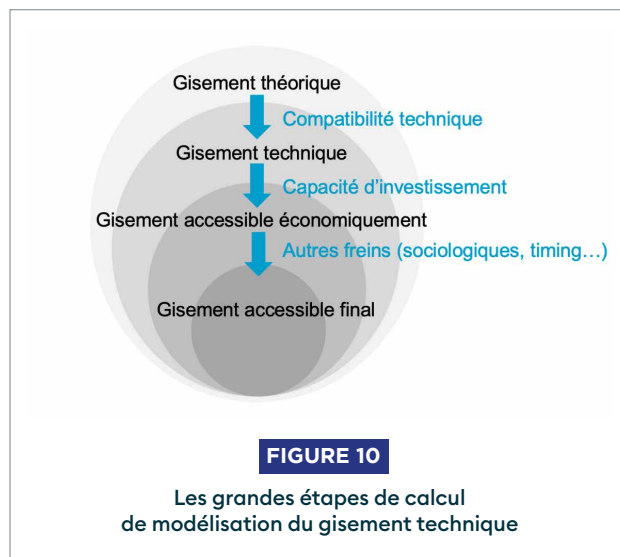 Gisement théorique
Compatibilité technique
Gisement technique
Capacité d'investissement
Gisement accessible économiquement
Autres freins (sociologiques, timing…)
Gisement accessible final
FIGURE 10
Les grandes étapes de calcul
de modélisation du gisement technique